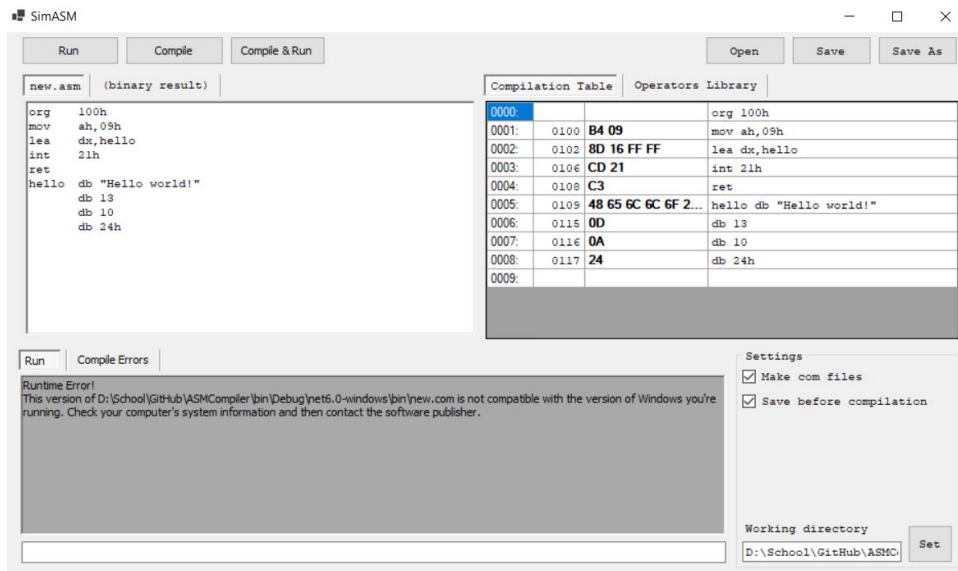 SimASM
Run Compile Compile & Run Open Save Save As
new.asm (binary result)
org 100h
mov ah,09h
lea dx,hello
int 21h
ret
hello db "Hello world!"
db 13
db 10
db 24h
Compilation Table Operators Library
0000: org 100h
0001: 0100 B4 09 mov ah,09h
0002: 0102 8D 16 FF FF lea dx,hello
0003: 0106 CD 21 int 21h
0004: 0108 C3 ret
0005: 0109 48 65 6C 6C 6F 2... hello db "Hello world!"
0006: 0115 0D db 13
0007: 0116 0A db 10
0008: 0117 24 db 24h
0009:
Run Compile Errors
Runtime Error!
This version of D:\School\GitHub\ASMCompiler\bin\Debug\net6.0-windows\bin\new.com is not compatible with the version of Windows you're
running. Check your computer's system information and then contact the software publisher.
Settings
Make com files
Save before compilation
Working directory
D:\School\GitHub\ASMC Set